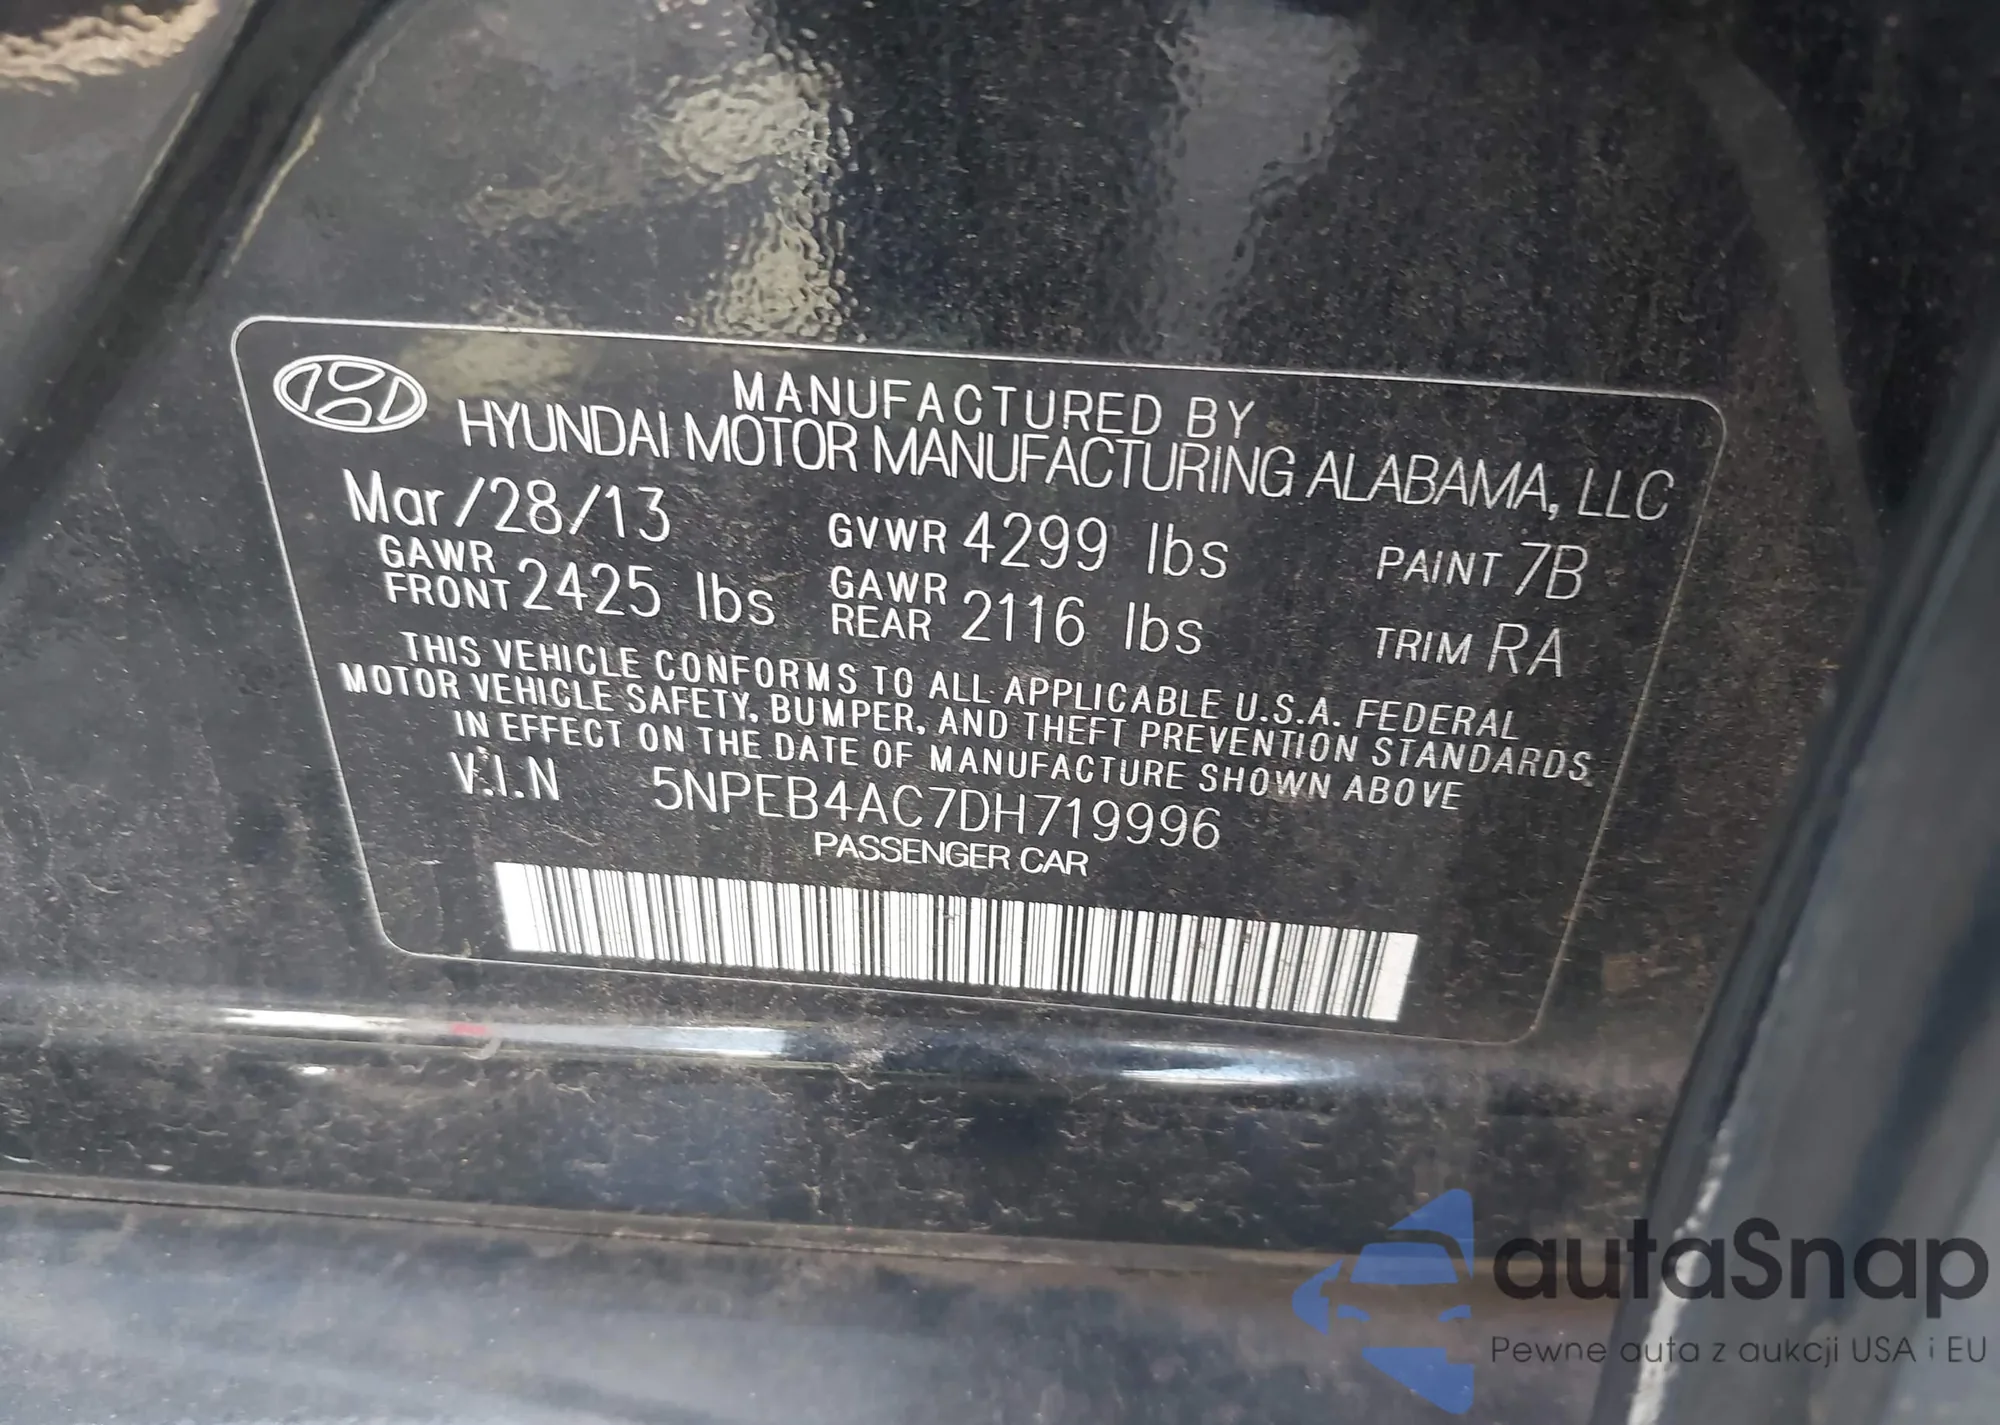 MANUFACTURED BY
HYUNDAI MOTOR MANUFACTURING ALABAMA, LLC
Mar/28/13 GVWR 4299 lbs PAINT 7B
GAWR FRONT 2425 lbs GAWR REAR 2116 lbs TRIM RA
THIS VEHICLE CONFORMS TO ALL APPLICABLE U.S.A. FEDERAL
MOTOR VEHICLE SAFETY, BUMPER, AND THEFT PREVENTION STANDARDS
IN EFFECT ON THE DATE OF MANUFACTURE SHOWN ABOVE
V.I.N 5NPEB4AC7DH719996
PASSENGER CAR
autaSnap
Pewne auta z aukcji USA i EU